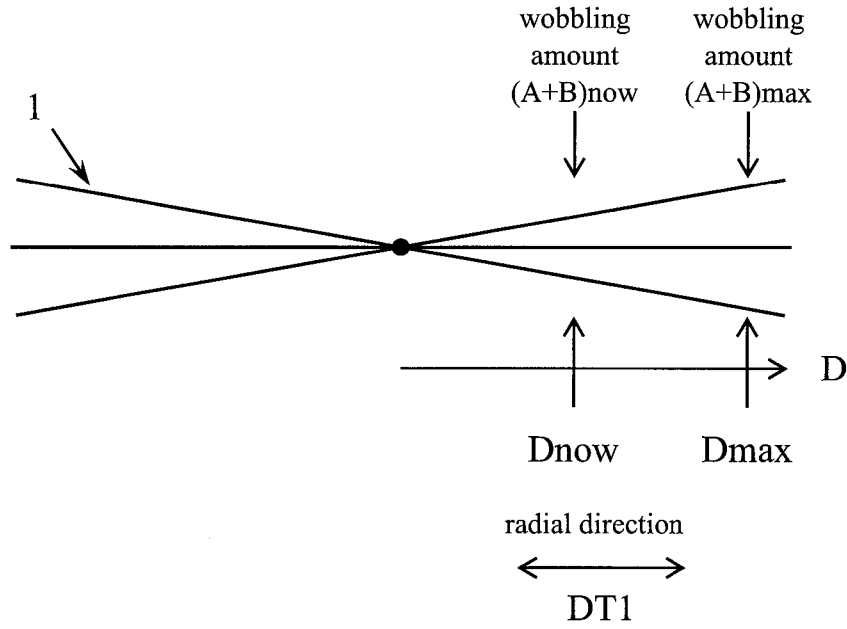 wobbling
amount
(A+B)now
wobbling
amount
(A+B)max
1
D
Dnow
Dmax
radial direction
DT1